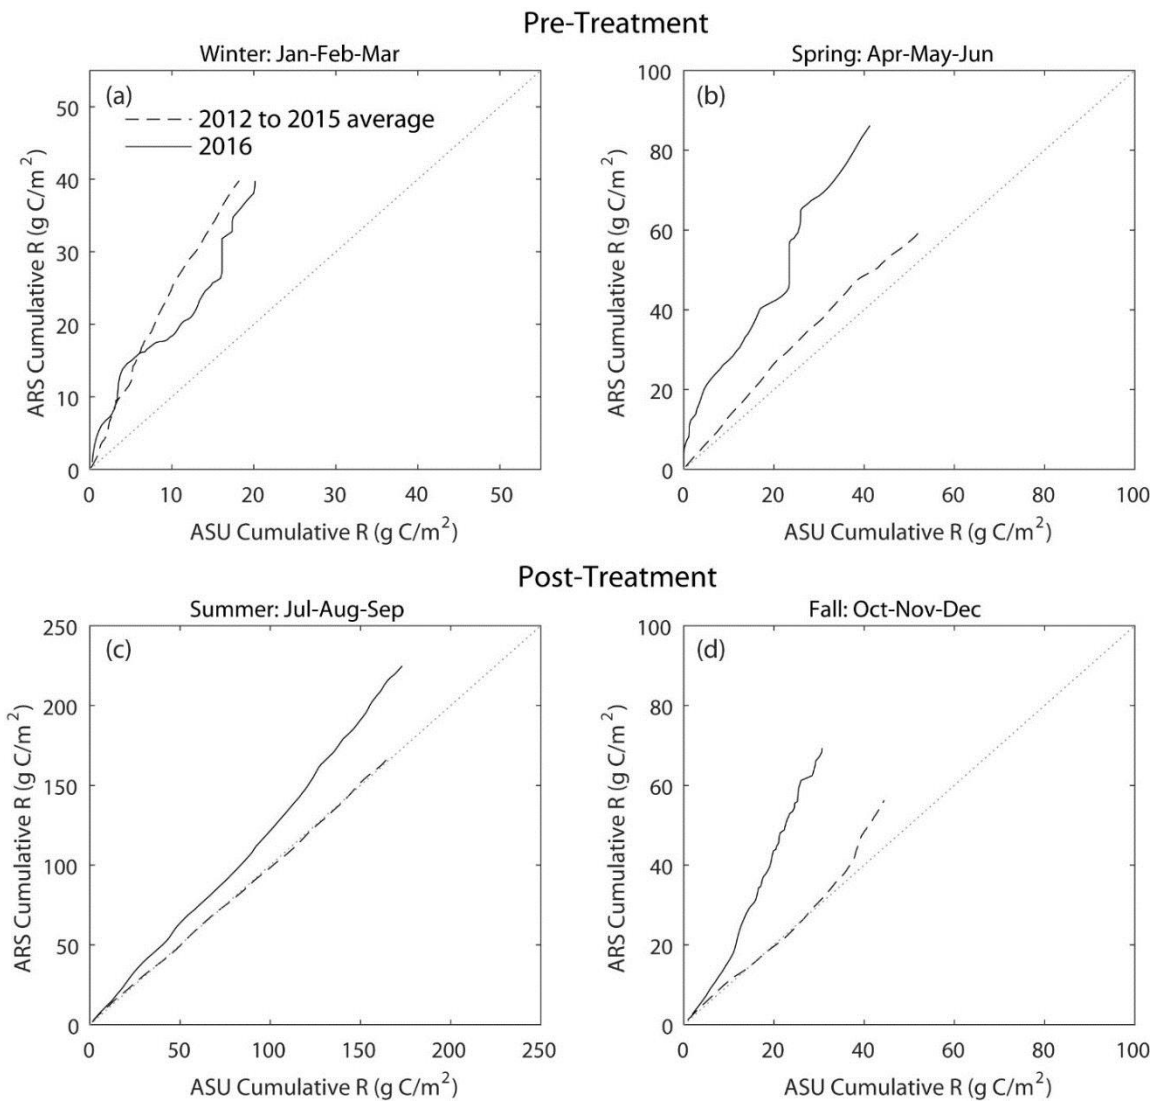 Pre-Treatment
Winter: Jan-Feb-Mar
(a)
2012 to 2015 average
2016
50
40
30
20
10
0
0 10 20 30 40 50
ARS Cumulative R (g C/m²)
ASU Cumulative R (g C/m²)
Spring: Apr-May-Jun
(b)
100
80
60
40
20
0
0 20 40 60 80 100
ARS Cumulative R (g C/m²)
ASU Cumulative R (g C/m²)
Post-Treatment
Summer: Jul-Aug-Sep
(c)
250
200
150
100
50
0
0 50 100 150 200 250
ARS Cumulative R (g C/m²)
ASU Cumulative R (g C/m²)
Fall: Oct-Nov-Dec
(d)
100
80
60
40
20
0
0 20 40 60 80 100
ARS Cumulative R (g C/m²)
ASU Cumulative R (g C/m²)